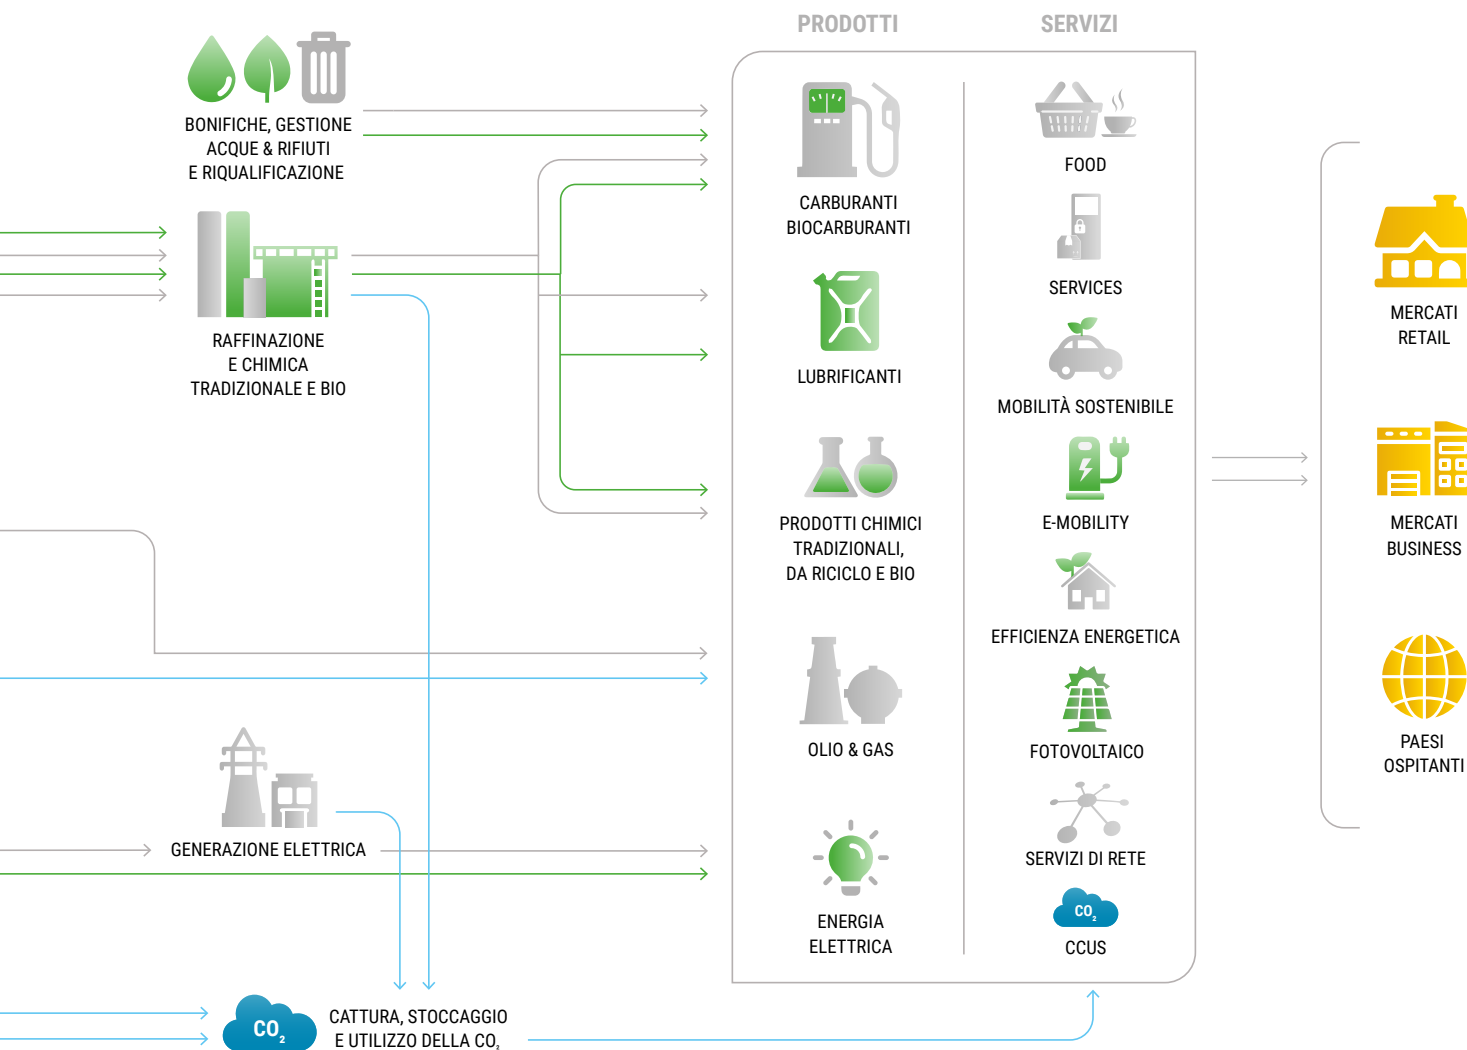 PRODOTTI
SERVIZI
BONIFICHE, GESTIONE
ACQUE & RIFIUTI
E RIQUALIFICAZIONE
RAFFINAZIONE
E CHIMICA
TRADIZIONALE E BIO
GENERAZIONE ELETTRICA
CO₂
CATTURA, STOCCAGGIO
E UTILIZZO DELLA CO₂
CARBURANTI
BIOCARBURANTI
LUBRIFICANTI
PRODOTTI CHIMICI
TRADIZIONALI,
DA RICICLO E BIO
OLIO & GAS
ENERGIA
ELETTRICA
FOOD
SERVICES
MOBILITÀ SOSTENIBILE
E-MOBILITY
EFFICIENZA ENERGETICA
FOTOVOLTAICO
SERVIZI DI RETE
CO₂
CCUS
MERCATI
RETAIL
MERCATI
BUSINESS
PAESI
OSPITANTI